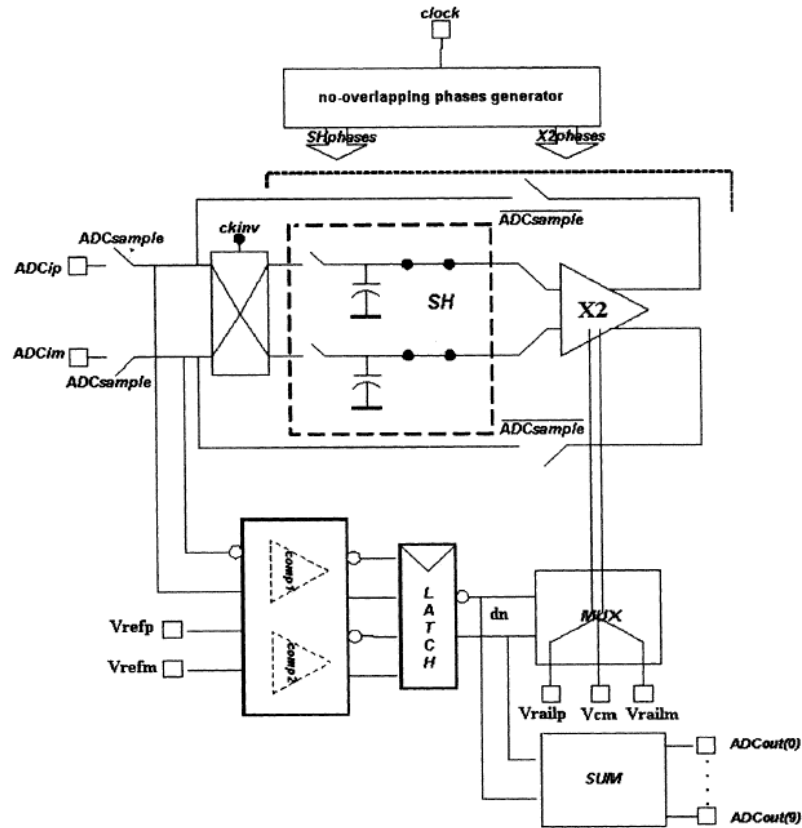 clock
no-overlapping phases generator
SHphases
X2phases
ADCsample
ckinv
ADCsample
ADCip
SH
X2
ADCim
ADCsample
ADCsample
comp1
LATCH
dn
MUX
Vrefp
comp2
Vrefm
Vrailp
Vcm
Vrailm
ADCout(0)
SUM
ADCout(9)